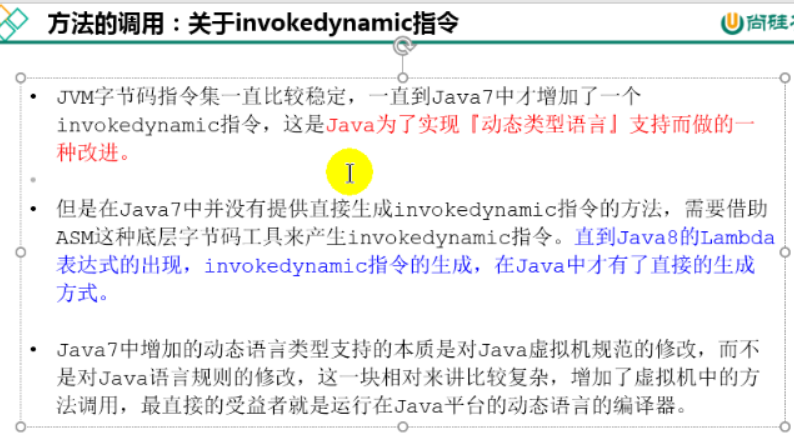 方法的调用：关于invokedynamic指令
尚硅
• JVM字节码指令集一直比较稳定，一直到Java7中才增加了一个
invokedynamic指令，这是Java为了实现『动态类型语言』支持而做的一
种改进。
• 但是在Java7中并没有提供直接生成invokedynamic指令的方法，需要借助
ASM这种底层字节码工具来产生invokedynamic指令。直到Java8的Lambda
表达式的出现，invokedynamic指令的生成，在Java中才有了直接的生成
方式。
• Java7中增加的动态语言类型支持的本质是对Java虚拟机规范的修改，而不
是对Java语言规则的修改，这一块相对来讲比较复杂，增加了虚拟机中的方
法调用，最直接的受益者就是运行在Java平台的动态语言的编译器。